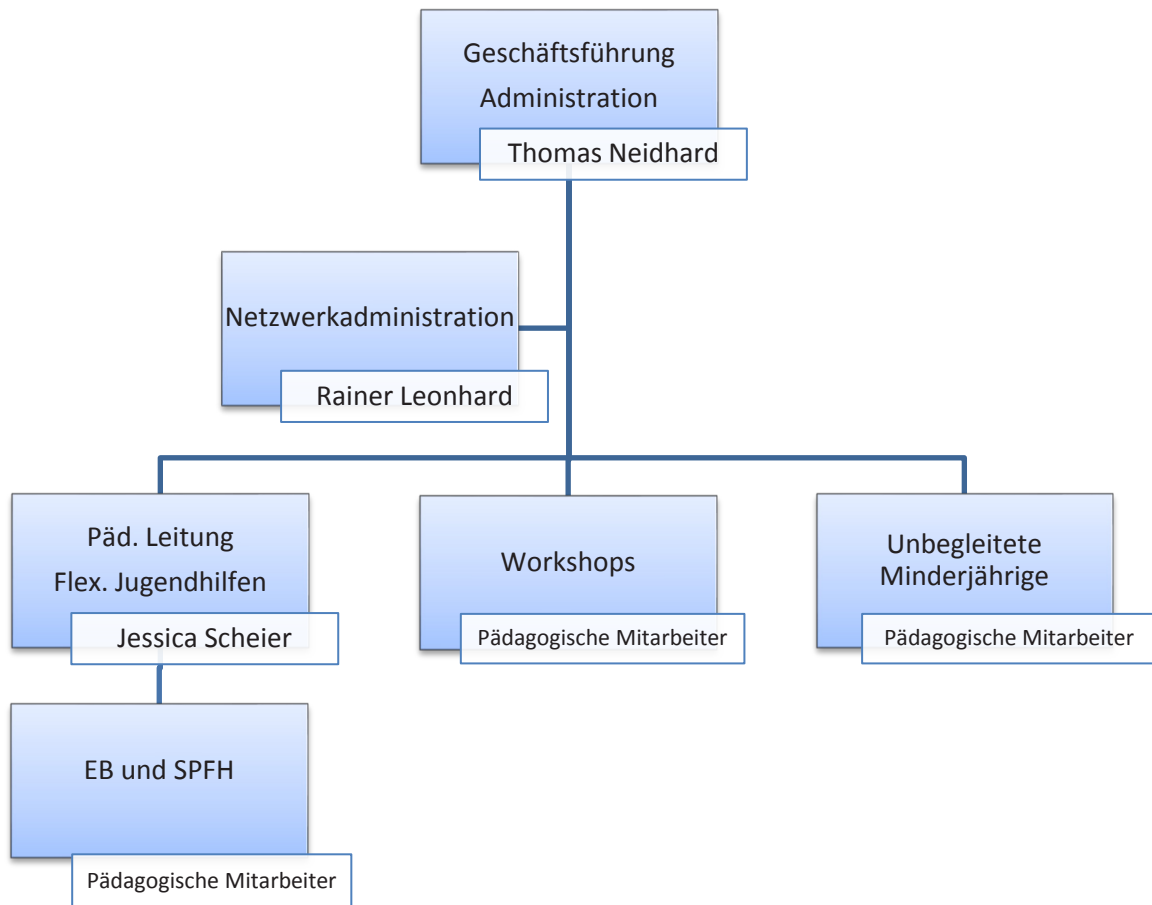 Geschäftsführung
Administration
Thomas Neidhard
Netzwerkadministration
Rainer Leonhard
Päd. Leitung
Flex. Jugendhilfen
Jessica Scheier
Workshops
Pädagogische Mitarbeiter
Unbegleitete
Minderjährige
Pädagogische Mitarbeiter
EB und SPFH
Pädagogische Mitarbeiter